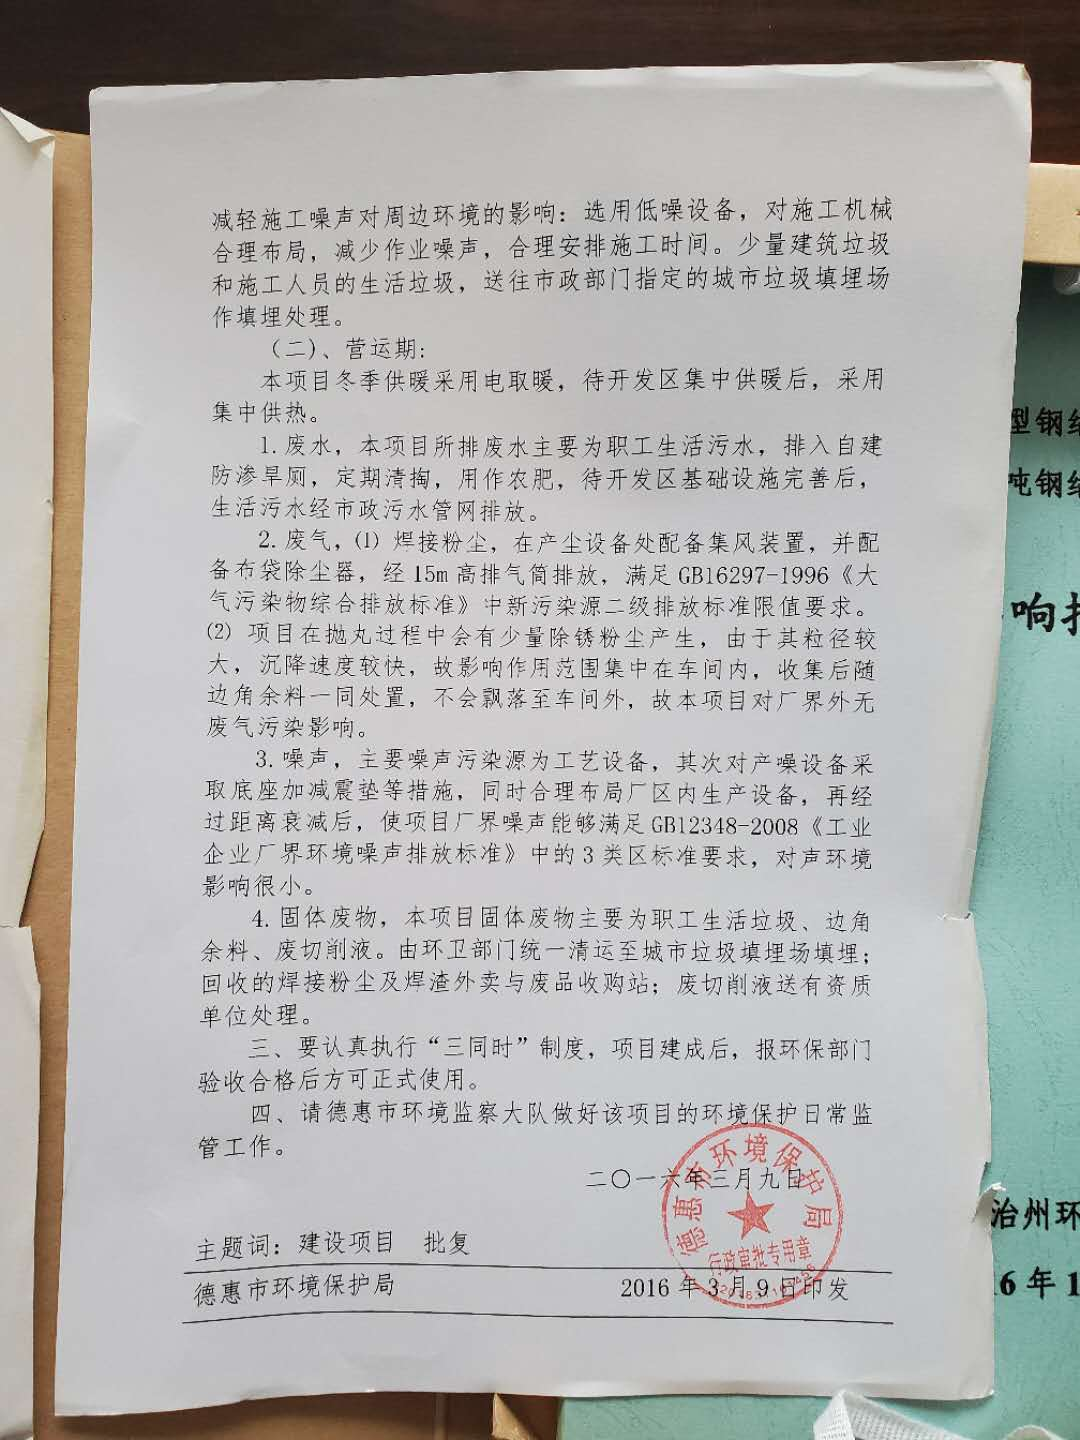 减轻施工噪声对周边环境的影响：选用低噪设备，对施工机械
合理布局，减少作业噪声，合理安排施工时间。少量建筑垃圾
和施工人员的生活垃圾，送往市政部门指定的城市垃圾填埋场
作填埋处理。
（二）、营运期：
本项目冬季供暖采用电取暖，待开发区集中供暖后，采用
集中供热。
1.废水，本项目所排废水主要为职工生活污水，排入自建
防渗旱厕，定期清掏，用作农肥，待开发区基础设施完善后，
生活污水经市政污水管网排放。
2.废气，⑴ 焊接粉尘，在产尘设备处配备集风装置，并配
备布袋除尘器，经15m高排气筒排放，满足GB16297-1996《大
气污染物综合排放标准》中新污染源二级排放标准限值要求。
⑵ 项目在抛丸过程中会有少量除锈粉尘产生，由于其粒径较
大，沉降速度较快，故影响作用范围集中在车间内，收集后随
边角余料一同处置，不会飘落至车间外，故本项目对厂界外无
废气污染影响。
3.噪声，主要噪声污染源为工艺设备，其次对产噪设备采
取底座加减震垫等措施，同时合理布局厂区内生产设备，再经
过距离衰减后，使项目厂界噪声能够满足GB12348-2008《工业
企业厂界环境噪声排放标准》中的3类区标准要求，对声环境
影响很小。
4.固体废物，本项目固体废物主要为职工生活垃圾、边角
余料、废切削液。由环卫部门统一清运至城市垃圾填埋场填埋；
回收的焊接粉尘及焊渣外卖与废品收购站；废切削液送有资质
单位处理。
三、要认真执行“三同时”制度，项目建成后，报环保部门
验收合格后方可正式使用。
四、请德惠市环境监察大队做好该项目的环境保护日常监
管工作。
二〇一六年三月九日
德惠市环境保护局
行政审批专用章
主题词：建设项目 批复
德惠市环境保护局 2016年3月9日印发
型钢结
吨钢结
响
治州环
6年1